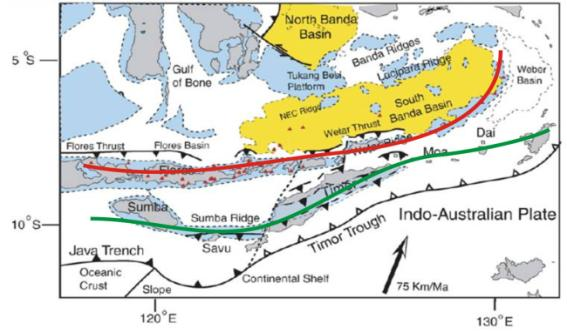 North Banda
Basin
5°S
Gulf
of Bone
Banda Ridges
Tukang Besi
Platform
Lucipara Ridge
Weber
Basin
NEC Ridge
South
Banda Basin
Wetar Thrust
Flores Thrust
Flores Basin
Dai
Moa
Flores
Timor
Sumba
Sumba Ridge
10°S
Savu
Timor Trough
Indo-Australian Plate
Java Trench
Oceanic
Crust
Slope
Continental Shelf
75 Km/Ma
120°E
130°E